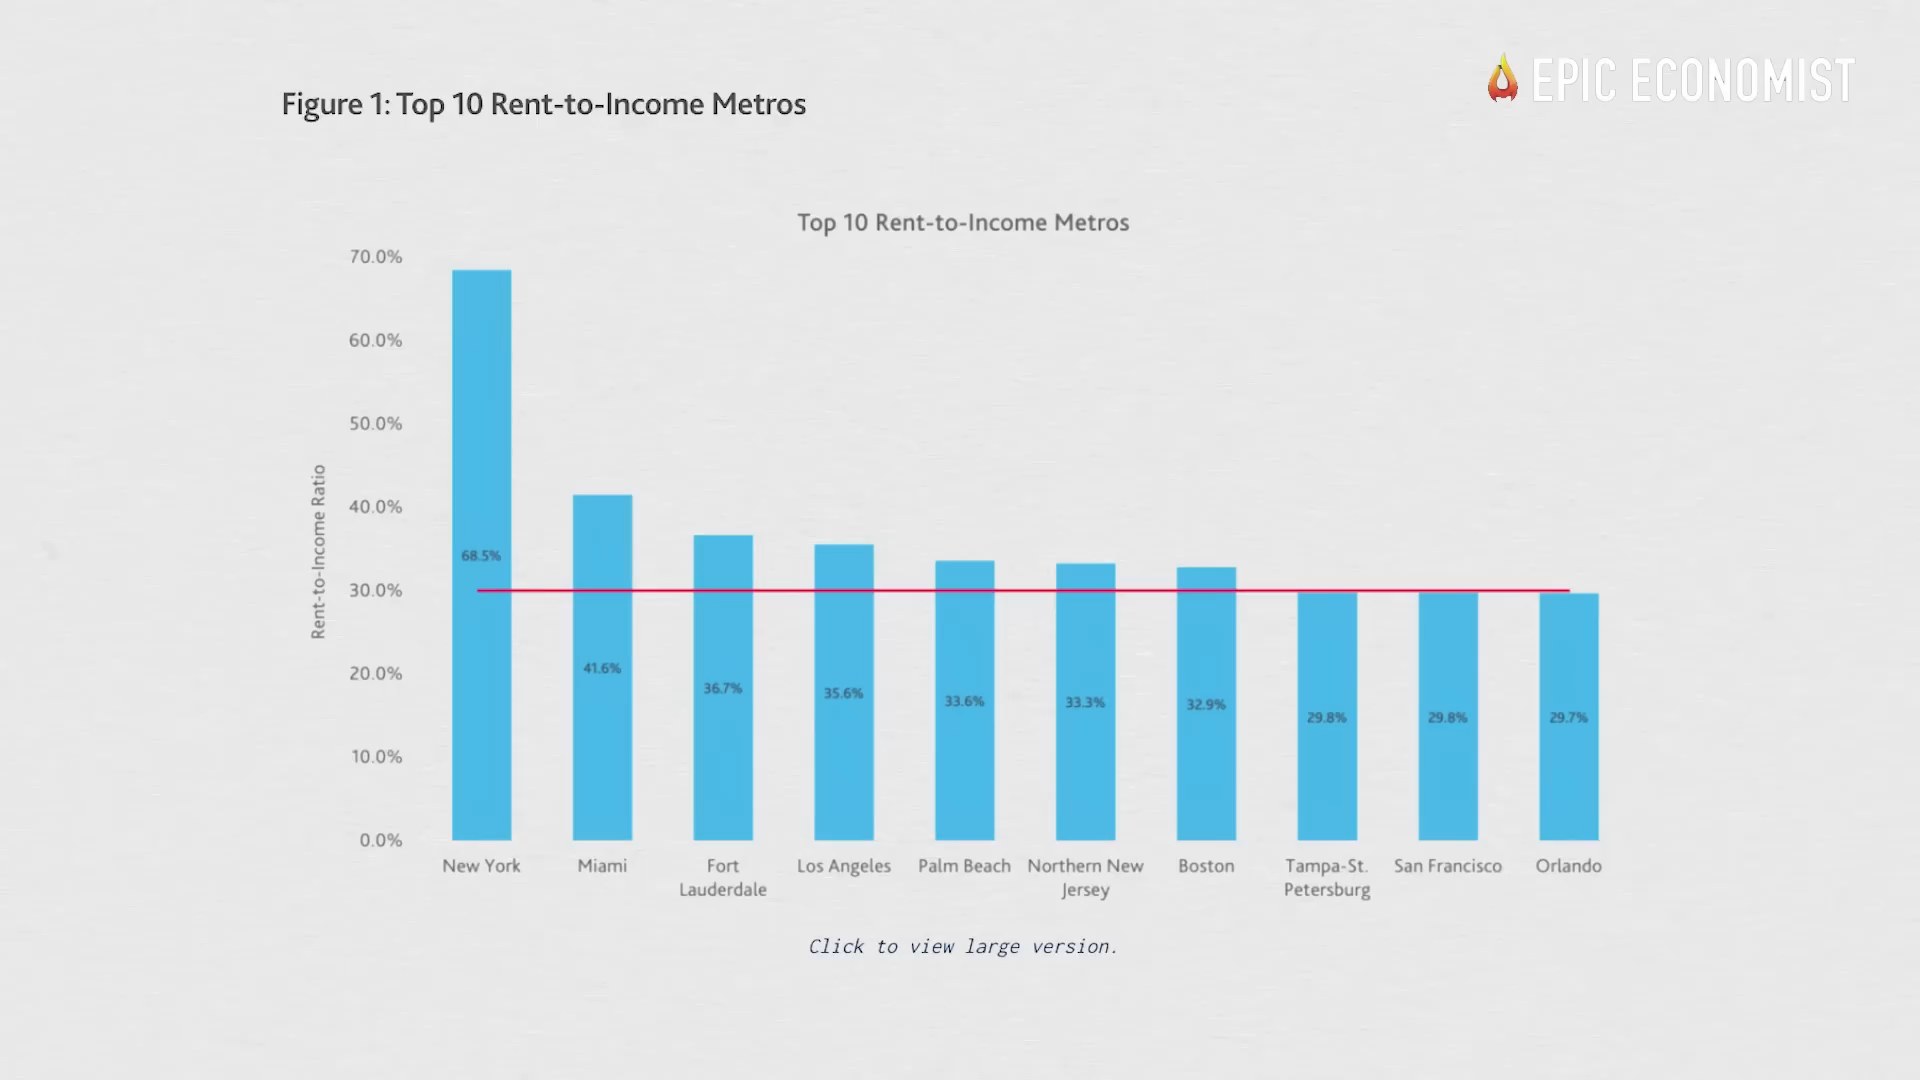 EPIC ECONOMIST
Figure 1: Top 10 Rent-to-Income Metros
Top 10 Rent-to-Income Metros
70.0%
60.0%
50.0%
40.0%
30.0%
20.0%
10.0%
0.0%
Rent-to-Income Ratio
68.5%
41.6%
36.7%
35.6%
33.6%
33.3%
32.9%
29.8%
29.8%
29.7%
New York
Miami
Fort
Lauderdale
Los Angeles
Palm Beach
Northern New
Jersey
Boston
Tampa-St.
Petersburg
San Francisco
Orlando
Click to view large version.